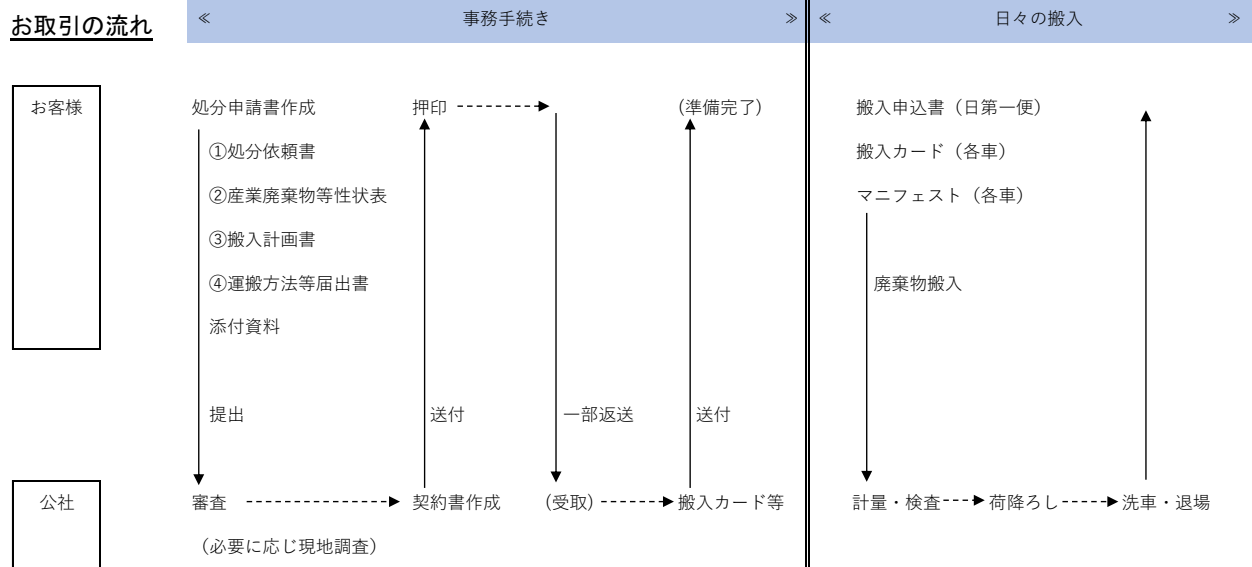 お取引の流れ
≪ 事務手続き ≫
≪ 日々の搬入 ≫
お客様
処分申請書作成
押印
(準備完了)
搬入申込書（日第一便）
①処分依頼書
搬入カード（各車）
②産業廃棄物等性状表
マニフェスト（各車）
③搬入計画書
④運搬方法等届出書
廃棄物搬入
添付資料
提出
送付
一部返送
送付
公社
審査
契約書作成
(受取)
搬入カード等
計量・検査
荷降ろし
洗車・退場
（必要に応じ現地調査）